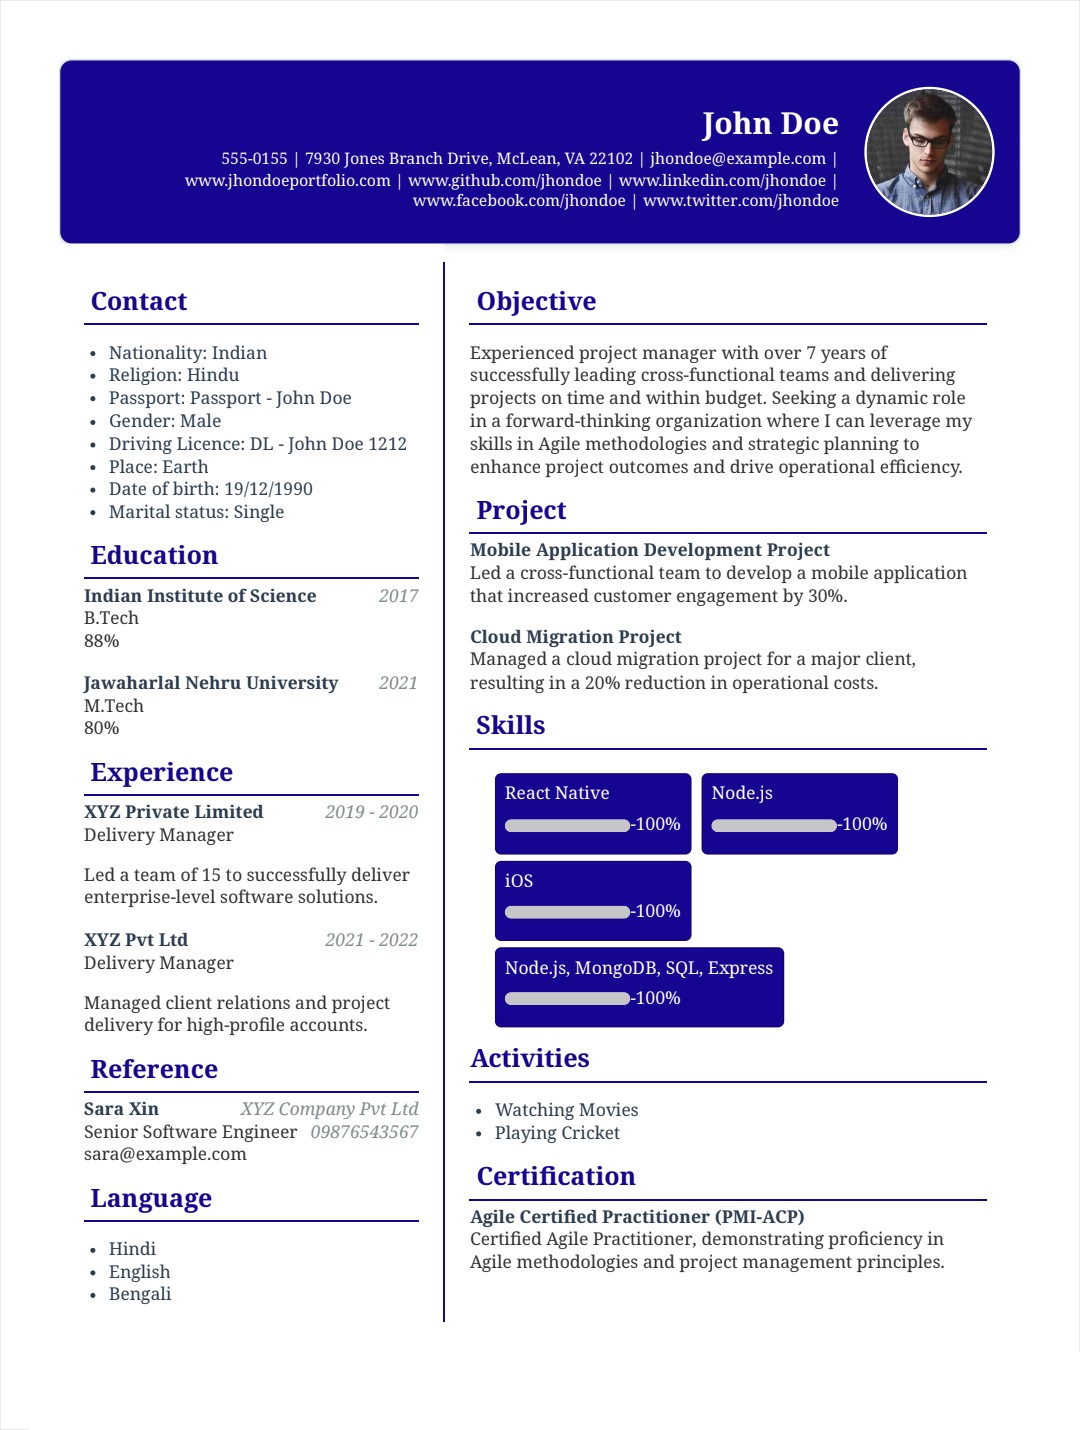 John Doe
555-0155 | 7930 Jones Branch Drive, McLean, VA 22102 | jhondoe@example.com |
www.jhondoeportfolio.com | www.github.com/jhondoe | www.linkedin.com/jhondoe |
www.facebook.com/jhondoe | www.twitter.com/jhondoe
Contact
• Nationality: Indian
• Religion: Hindu
• Passport: Passport - John Doe
• Gender: Male
• Driving Licence: DL - John Doe 1212
• Place: Earth
• Date of birth: 19/12/1990
• Marital status: Single
Education
Indian Institute of Science 2017
B.Tech
88%
Jawaharlal Nehru University 2021
M.Tech
80%
Experience
XYZ Private Limited 2019 - 2020
Delivery Manager
Led a team of 15 to successfully deliver
enterprise-level software solutions.
XYZ Pvt Ltd 2021 - 2022
Delivery Manager
Managed client relations and project
delivery for high-profile accounts.
Reference
Sara Xin XYZ Company Pvt Ltd
Senior Software Engineer 09876543567
sara@example.com
Language
• Hindi
• English
• Bengali
Objective
Experienced project manager with over 7 years of
successfully leading cross-functional teams and delivering
projects on time and within budget. Seeking a dynamic role
in a forward-thinking organization where I can leverage my
skills in Agile methodologies and strategic planning to
enhance project outcomes and drive operational efficiency.
Project
Mobile Application Development Project
Led a cross-functional team to develop a mobile application
that increased customer engagement by 30%.
Cloud Migration Project
Managed a cloud migration project for a major client,
resulting in a 20% reduction in operational costs.
Skills
React Native
-100%
Node.js
-100%
iOS
-100%
Node.js, MongoDB, SQL, Express
-100%
Activities
• Watching Movies
• Playing Cricket
Certification
Agile Certified Practitioner (PMI-ACP)
Certified Agile Practitioner, demonstrating proficiency in
Agile methodologies and project management principles.